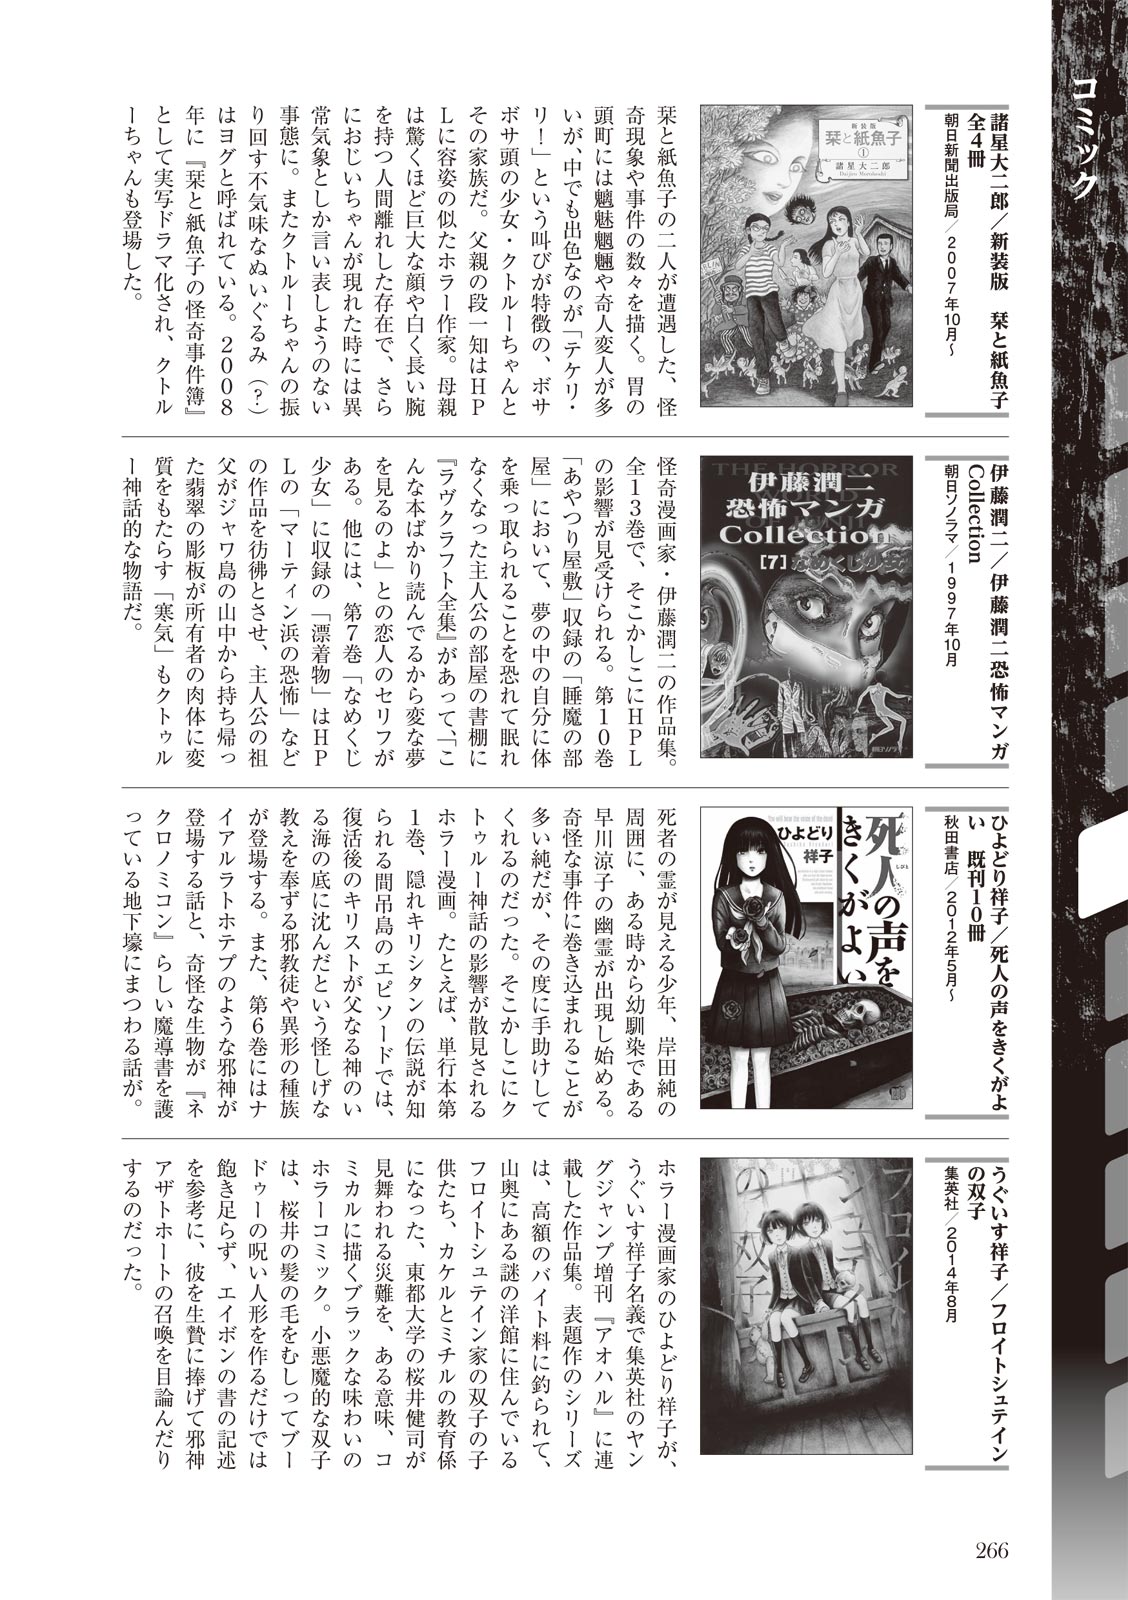 コミック
諸星大二郎／新装版　栞と紙魚子
全4冊
朝日新聞出版局／2007年10月～
新装版
栞と紙魚子
①
諸星大二郎
Daijiro Morohoshi
栞と紙魚子の二人が遭遇した、怪
奇現象や事件の数々を描く。胃の
頭町には魑魅魍魎や奇人変人が多
いが、中でも出色なのが「テケリ・
リ！」という叫びが特徴の、ボサ
ボサ頭の少女・クトルーちゃんと
その家族だ。父親の段一知はHP
Lに容姿の似たホラー作家。母親
は驚くほど巨大な顔や白く長い腕
を持つ人間離れした存在で、さら
におじいちゃんが現れた時には異
常気象としか言い表しようのない
事態に。またクトルーちゃんの振
り回す不気味なぬいぐるみ（？）
はヨグと呼ばれている。2008
年に『栞と紙魚子の怪奇事件簿』
として実写ドラマ化され、クトル
ーちゃんも登場した。
伊藤潤二／伊藤潤二恐怖マンガ
Collection
朝日ソノラマ／1997年10月
THE HORROR
WORLD
OF JUNJI
伊藤潤二
恐怖マンガ
Collection
［7］なめくじ少女
朝日ソノラマ
怪奇漫画家・伊藤潤二の作品集。
全13巻で、そこかしこにHPL
の影響が見受けられる。第10巻
「あやつり屋敷」収録の「睡魔の部
屋」において、夢の中の自分に体
を乗っ取られることを恐れて眠れ
なくなった主人公の部屋の書棚に
『ラヴクラフト全集』があって、「こ
んな本ばかり読んでるから変な夢
を見るのよ」との恋人のセリフが
ある。他には、第7巻「なめくじ
少女」に収録の「漂着物」はHP
Lの「マーティン浜の恐怖」など
の作品を彷彿とさせ、主人公の祖
父がジャワ島の山中から持ち帰っ
た翡翠の彫板が所有者の肉体に変
質をもたらす「寒気」もクトゥル
ー神話的な物語だ。
ひよどり祥子／死人の声をきくがよ
い　既刊10冊
秋田書店／2012年5月～
You will hear the voice of the dead
ひよどり
祥子
死人の声を
しびと
きくがよい
死者の霊が見える少年、岸田純の
周囲に、ある時から幼馴染である
早川涼子の幽霊が出現し始める。
奇怪な事件に巻き込まれることが
多い純だが、その度に手助けして
くれるのだった。そこかしこにク
トゥルー神話の影響が散見される
ホラー漫画。たとえば、単行本第
1巻、隠れキリシタンの伝説が知
られる間吊島のエピソードでは、
復活後のキリストが父なる神のい
る海の底に沈んだという怪しげな
教えを奉ずる邪教徒や異形の種族
が登場する。また、第6巻にはナ
イアルラトホテプのような邪神が
登場する話と、奇怪な生物が『ネ
クロノミコン』らしい魔導書を護
っている地下壕にまつわる話が。
うぐいす祥子／フロイトシュテイン
の双子
集英社／2014年8月
フロイト
シュテイン
の双子
ホラー漫画家のひよどり祥子が、
うぐいす祥子名義で集英社のヤン
グジャンプ増刊『アオハル』に連
載した作品集。表題作のシリーズ
は、高額のバイト料に釣られて、
山奥にある謎の洋館に住んでいる
フロイトシュテイン家の双子の子
供たち、カケルとミチルの教育係
になった、東都大学の桜井健司が
見舞われる災難を、ある意味、コ
ミカルに描くブラックな味わいの
ホラーコミック。小悪魔的な双子
は、桜井の髪の毛をむしってブー
ドゥーの呪い人形を作るだけでは
飽き足らず、エイボンの書の記述
を参考に、彼を生贄に捧げて邪神
アザトホートの召喚を目論んだり
するのだった。
266